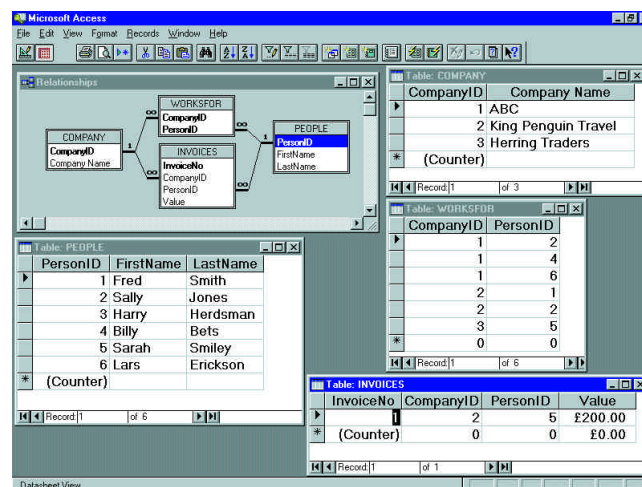 Microsoft Access
File Edit View Format Records Window Help
Relationships
WORKSFOR
CompanyID
PersonID
COMPANY
CompanyID
Company Name
INVOICES
InvoiceNo
CompanyID
PersonID
Value
PEOPLE
PersonID
FirstName
LastName
1 ∞ ∞ 1
∞ ∞
Table: COMPANY
CompanyID Company Name
1 ABC
2 King Penguin Travel
3 Herring Traders
(Counter)
Record: 1 of 3
Table: WORKSFOR
CompanyID PersonID
1 2
1 4
1 6
2 1
2 2
3 5
* 0 0
Record: 1 of 6
Table: PEOPLE
PersonID FirstName LastName
1 Fred Smith
2 Sally Jones
3 Harry Herdsman
4 Billy Bets
5 Sarah Smiley
6 Lars Erickson
* (Counter)
Record: 1 of 6
Table: INVOICES
InvoiceNo CompanyID PersonID Value
1 2 5 £200.00
* (Counter) 0 0 £0.00
Record: 1 of 1
Datasheet View